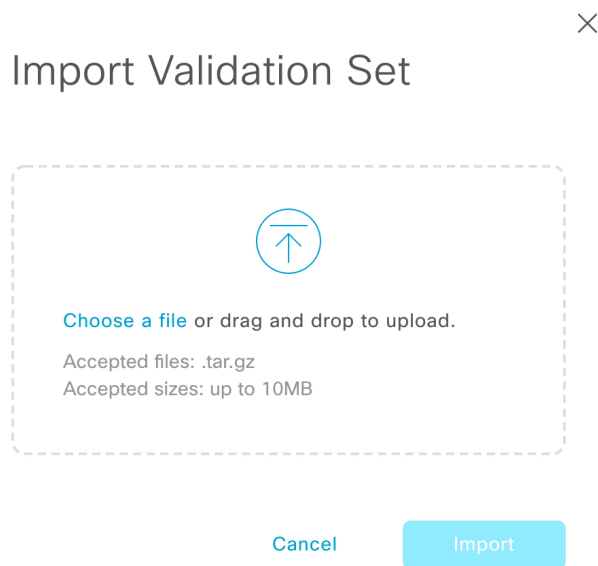 Import Validation Set
Choose a file or drag and drop to upload.
Accepted files: .tar.gz
Accepted sizes: up to 10MB
Cancel
Import